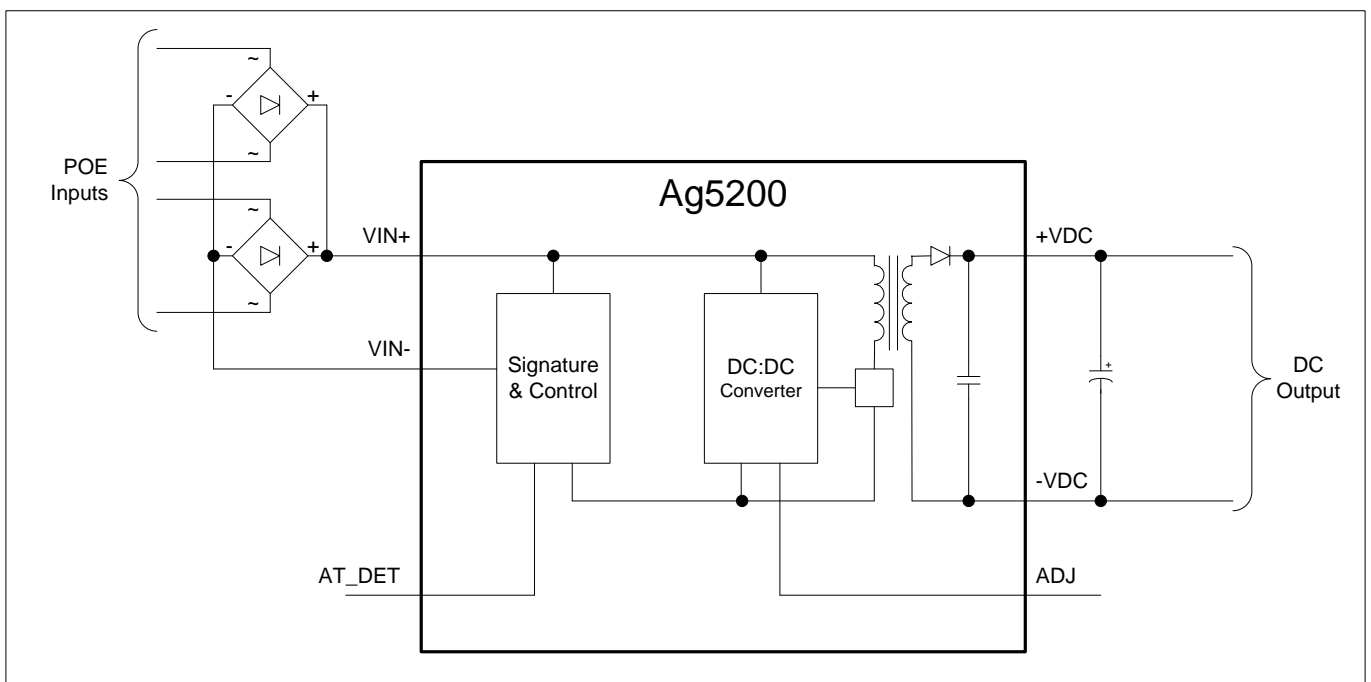 ~
- +
~
POE
Inputs
~
- +
~
Ag5200
VIN+
+VDC
VIN-
Signature
& Control
DC:DC
Converter
+
DC
Output
-VDC
AT_DET
ADJ